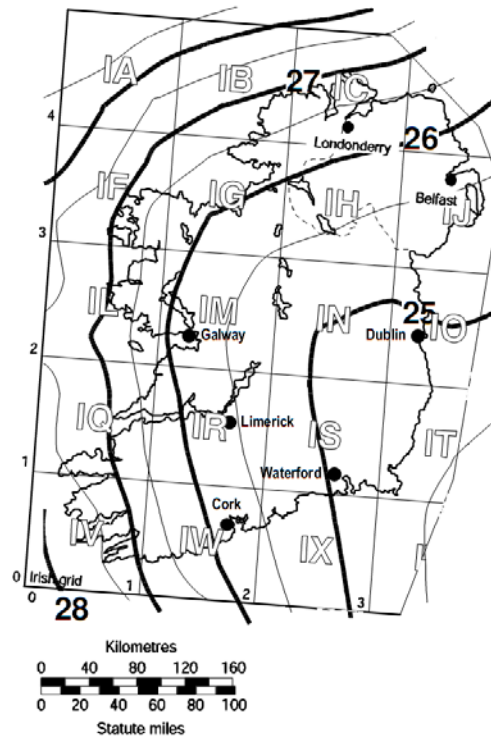 IA
IB
27
IC
4
Londonderry
26
IF
IG
IH
Belfast
IJ
3
IL
IM
IN
25
IO
Galway
Dublin
2
IQ
IR
Limerick
IS
IT
1
Waterford
Cork
IV
IW
IX
0
Irish grid
0
1
2
3
28
Kilometres
0 40 80 120 160
0 20 40 60 80 100
Statute miles